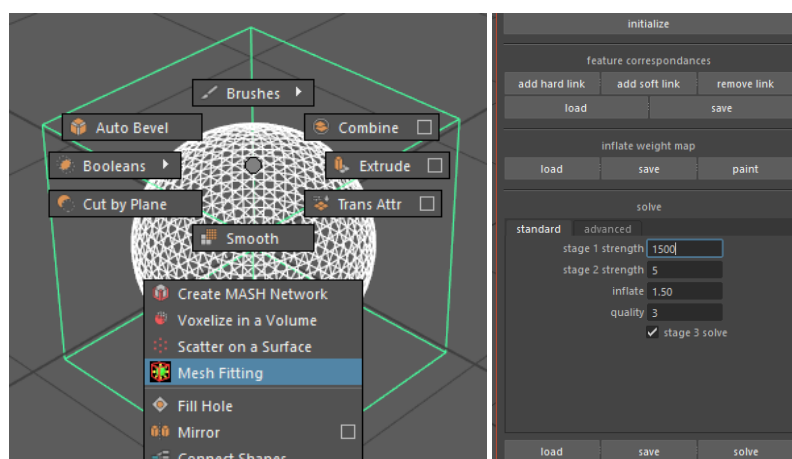 Brushes
Auto Bevel
Combine
Booleans
Extrude
Cut by Plane
Trans Attr
Smooth
Create MASH Network
Voxelize in a Volume
Scatter on a Surface
Mesh Fitting
Fill Hole
Mirror
Connect Shapes
initialize
feature correspondances
add hard link add soft link remove link
load save
inflate weight map
load save paint
solve
standard advanced
stage 1 strength 1500
stage 2 strength 5
inflate 1.50
quality 3
stage 3 solve
load save solve